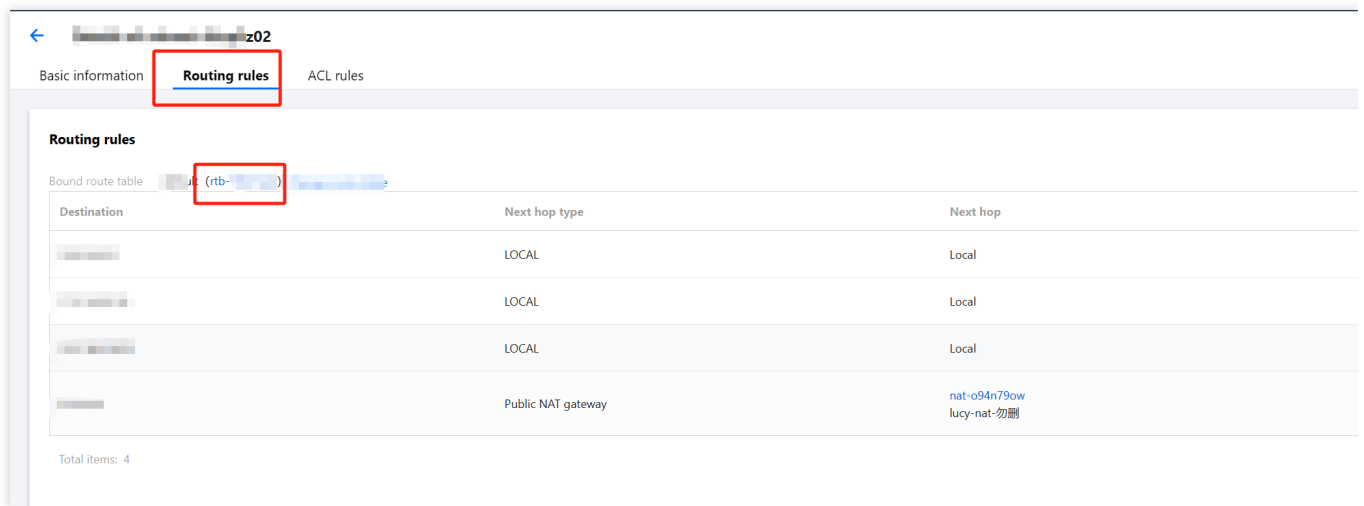 z02
Basic information Routing rules ACL rules
Routing rules
Bound route table (rtb- )
Destination Next hop type Next hop
LOCAL Local
LOCAL Local
LOCAL Local
Public NAT gateway nat-o94n79ow
lucy-nat-勿删
Total items: 4